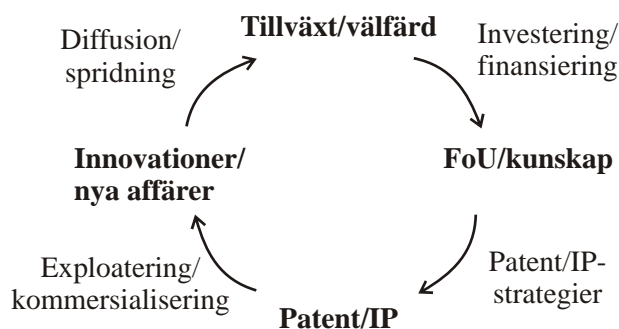 Tillväxt/välfärd
Investering/
finansiering
FoU/kunskap
Patent/IP-
strategier
Patent/IP
Exploatering/
kommersialisering
Innovationer/
nya affärer
Diffusion/
spridning